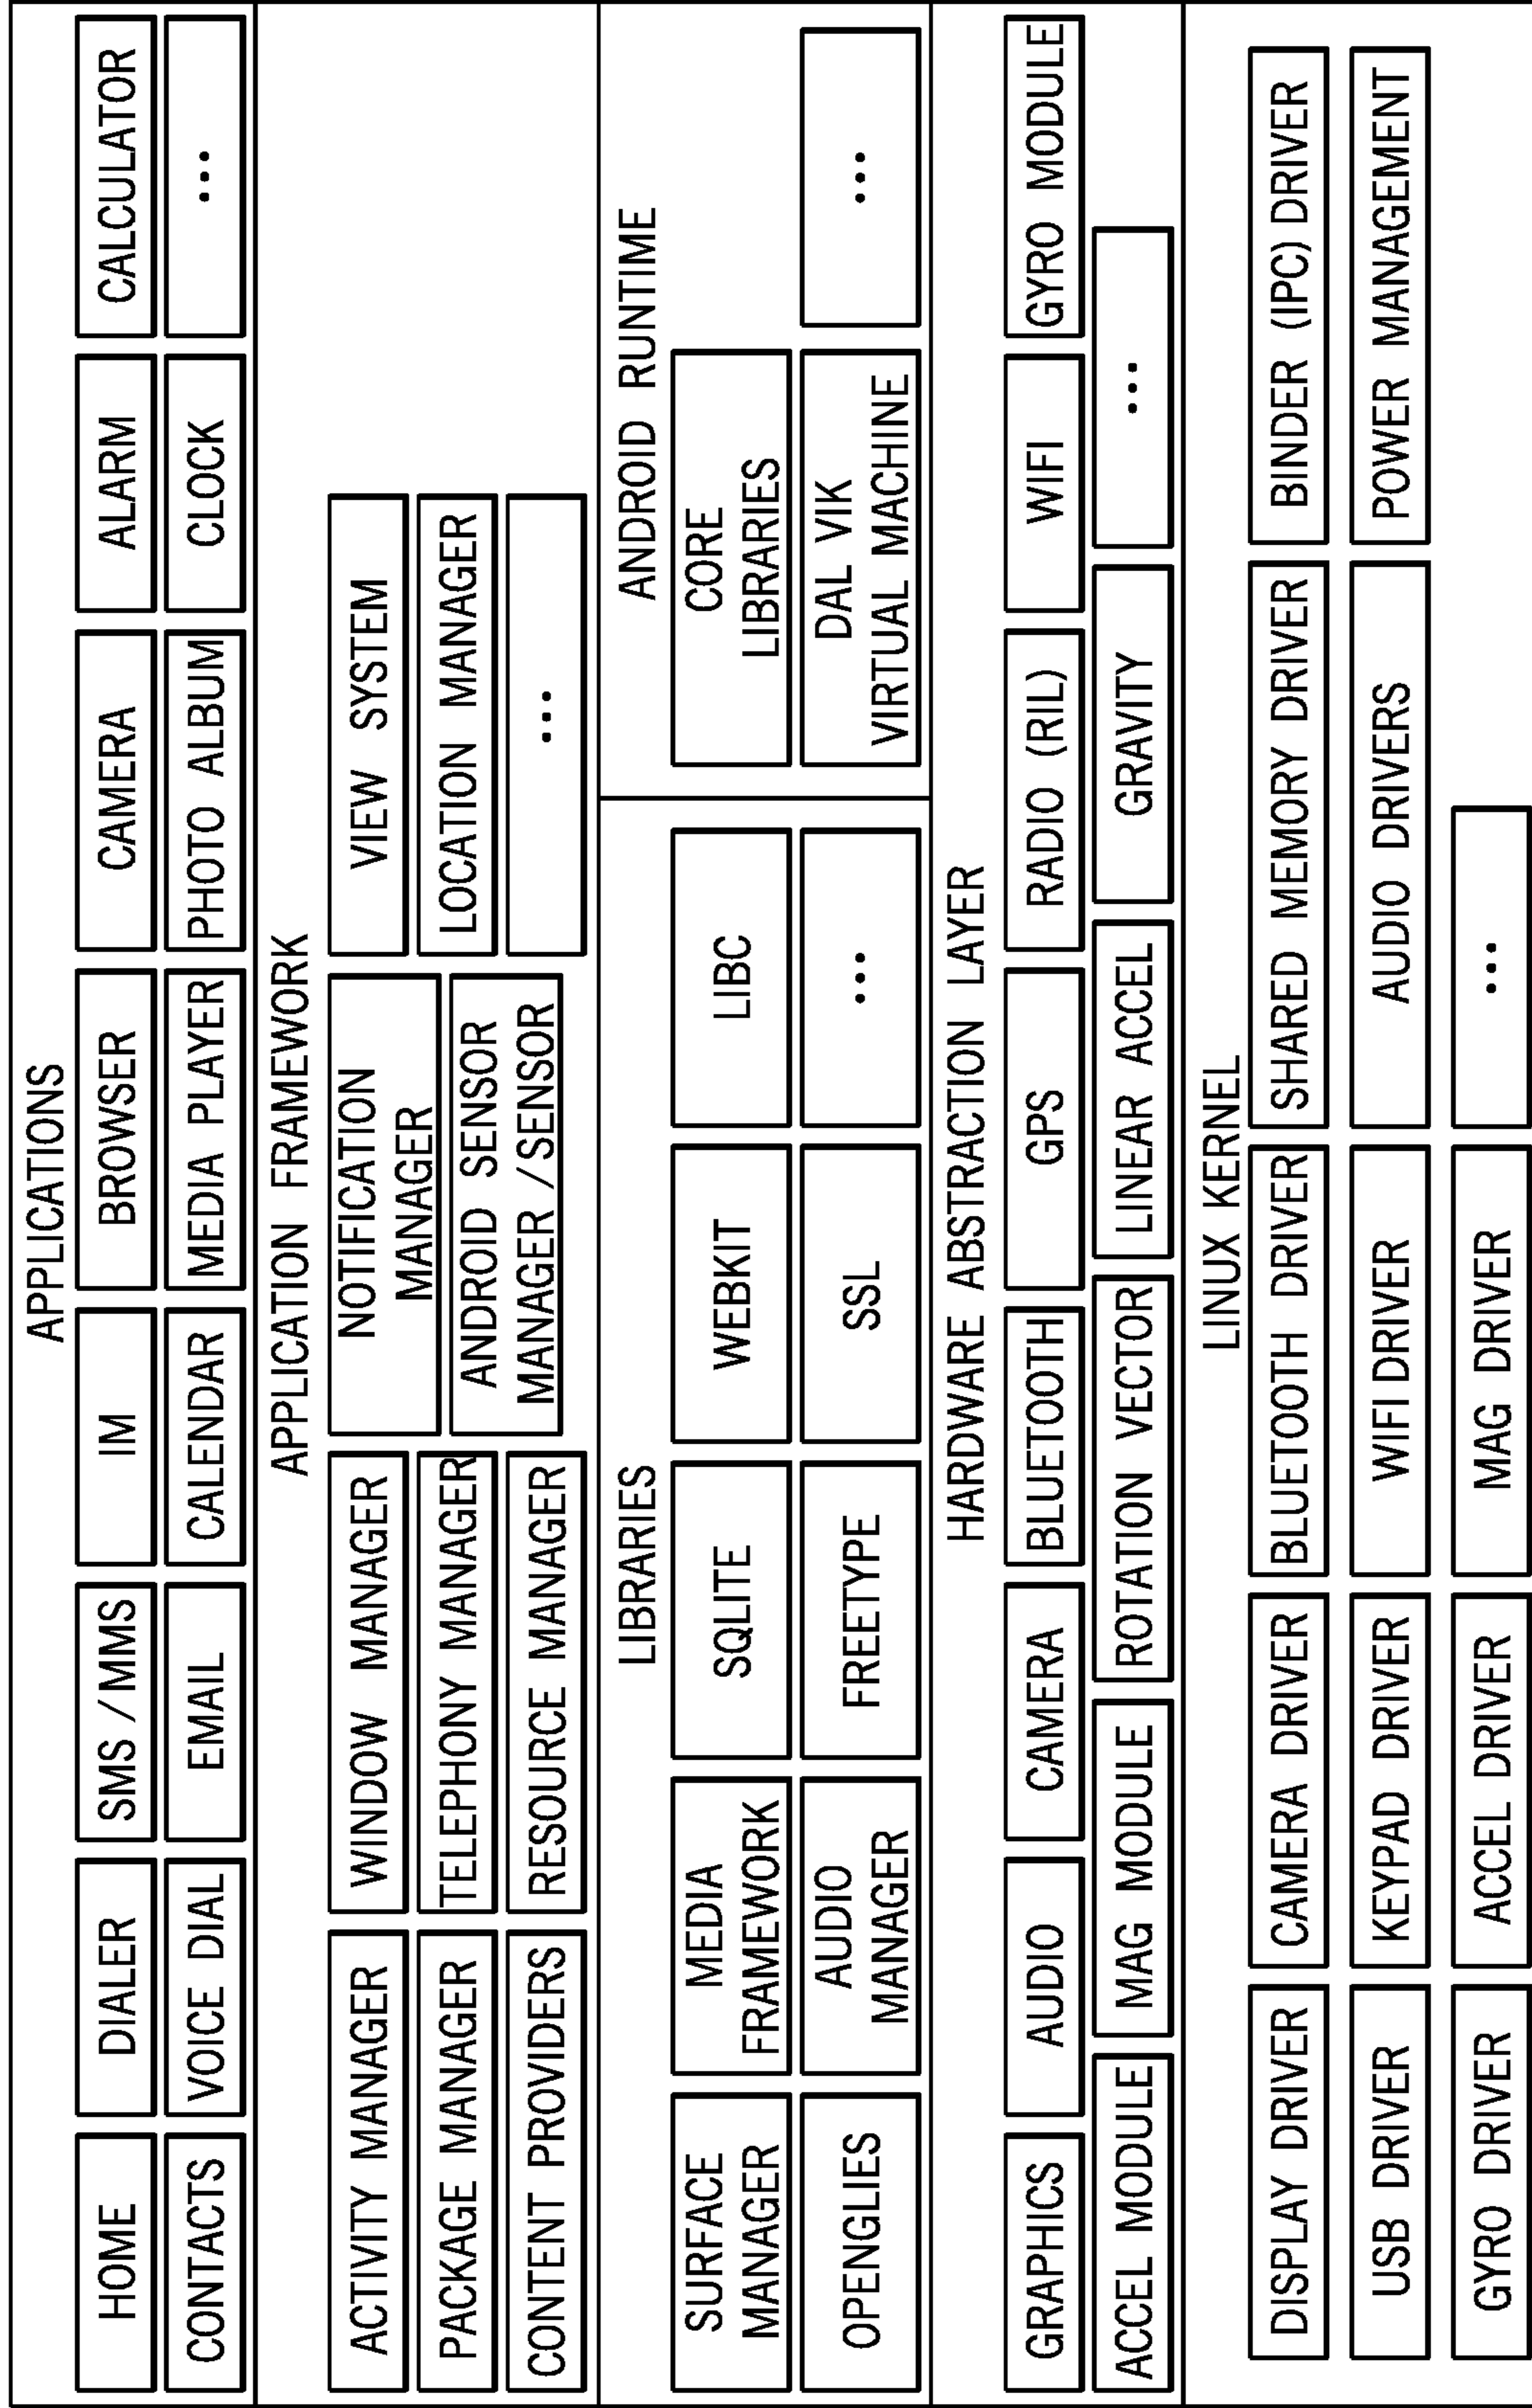 APPLICATIONS
HOME
DIALER
SMS/MMS
IM
BROWSER
CAMERA
ALARM
CALCULATOR
CONTACTS
VOICE DIAL
EMAIL
CALENDAR
MEDIA PLAYER
PHOTO ALBUM
CLOCK
...
APPLICATION FRAMEWORK
ACTIVITY MANAGER
WINDOW MANAGER
NOTIFICATION
MANAGER
VIEW SYSTEM
PACKAGE MANAGER
TELEPHONY MANAGER
ANDROID SENSOR
MANAGER/SENSOR
LOCATION MANAGER
CONTENT PROVIDERS
RESOURCE MANAGER
...
LIBRARIES
SURFACE
MANAGER
MEDIA
FRAMEWORK
SQLITE
WEBKIT
LIBC
OPENGLIES
AUDIO
MANAGER
FREETYPE
SSL
...
ANDROID RUNTIME
CORE
LIBRARIES
DAL VIK
VIRTUAL MACHINE
...
HARDWARE ABSTRACTION LAYER
GRAPHICS
AUDIO
CAMERA
BLUETOOTH
GPS
RADIO (RIL)
WIFI
GYRO MODULE
ACCEL MODULE
MAG MODULE
ROTATION VECTOR
LINEAR ACCEL
GRAVITY
...
LINUX KERNEL
DISPLAY DRIVER
CAMERA DRIVER
BLUETOOTH DRIVER
SHARED MEMORY DRIVER
BINDER (IPC) DRIVER
USB DRIVER
KEYPAD DRIVER
WIFI DRIVER
AUDIO DRIVERS
POWER MANAGEMENT
GYRO DRIVER
ACCEL DRIVER
MAG DRIVER
...